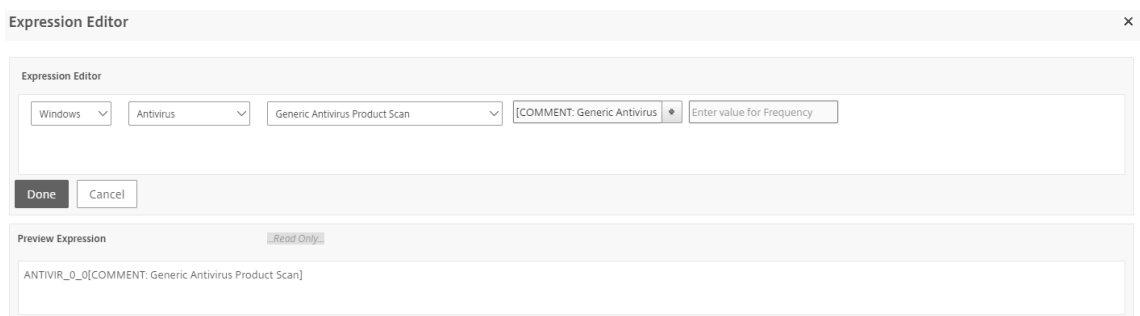 Expression Editor ×
Expression Editor
Windows Antivirus Generic Antivirus Product Scan [COMMENT: Generic Antivirus + Enter value for Frequency
Done Cancel
Preview Expression ...Read Only...
ANTIVIR_0_0[COMMENT: Generic Antivirus Product Scan]